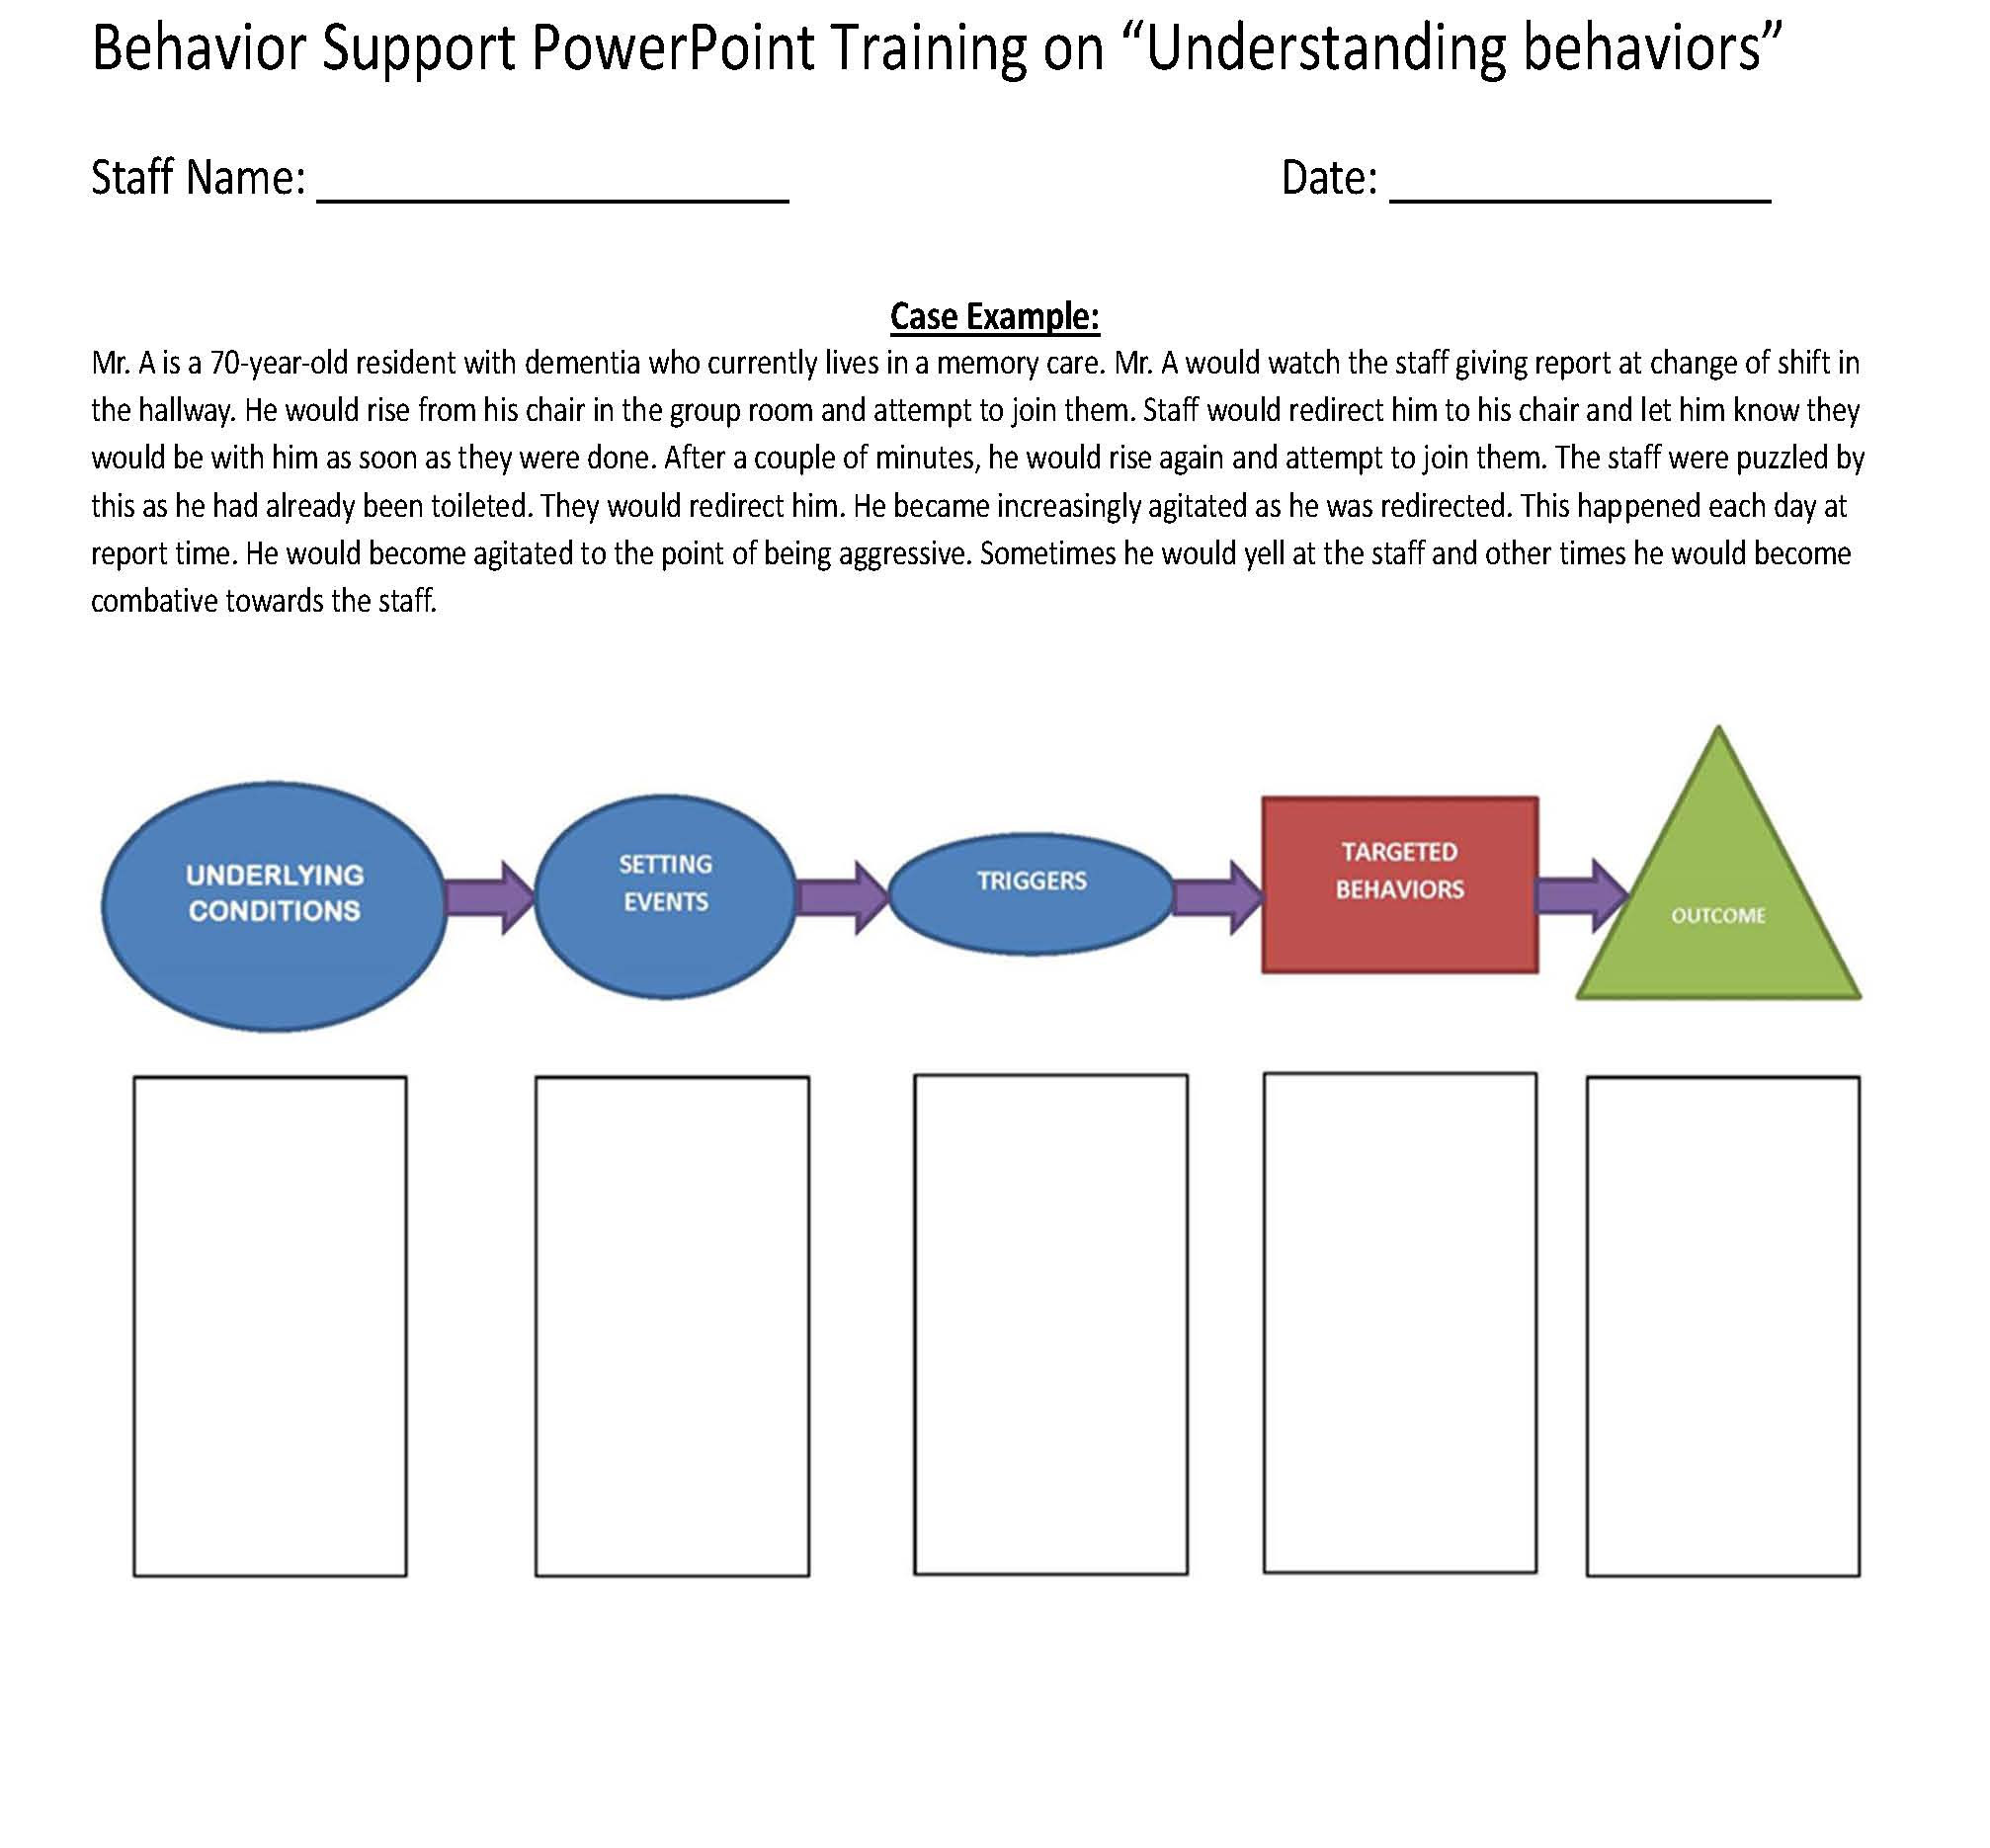 Behavior Support PowerPoint Training on “Understanding behaviors”
Staff Name: ____________________ Date: ________________
Case Example:
Mr. A is a 70-year-old resident with dementia who currently lives in a memory care. Mr. A would watch the staff giving report at change of shift in
the hallway. He would rise from his chair in the group room and attempt to join them. Staff would redirect him to his chair and let him know they
would be with him as soon as they were done. After a couple of minutes, he would rise again and attempt to join them. The staff were puzzled by
this as he had already been toileted. They would redirect him. He became increasingly agitated as he was redirected. This happened each day at
report time. He would become agitated to the point of being aggressive. Sometimes he would yell at the staff and other times he would become
combative towards the staff.
UNDERLYING
CONDITIONS
SETTING
EVENTS
TRIGGERS
TARGETED
BEHAVIORS
OUTCOME